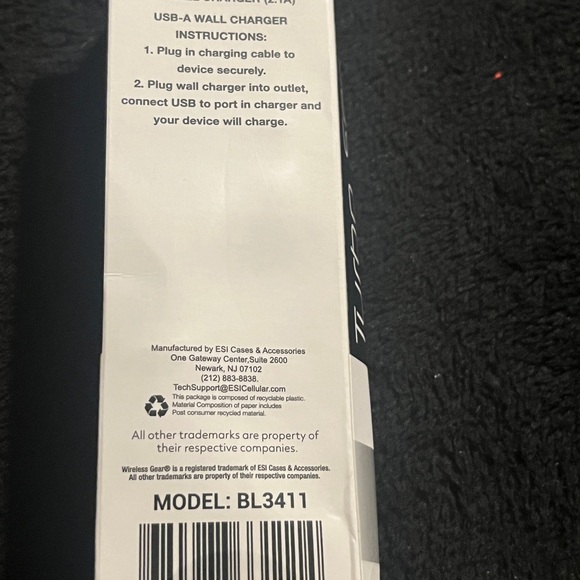 CHARGER (2.1A)
USB-A WALL CHARGER
INSTRUCTIONS:
1. Plug in charging cable to
device securely.
2. Plug wall charger into outlet,
connect USB to port in charger and
your device will charge.
Manufactured by ESI Cases & Accessories
One Gateway Center,Suite 2600
Newark, NJ 07102
(212) 883-8838.
TechSupport@ESICellular.com
This package is composed of recyclable plastic.
Material Composition of paper includes
Post consumer recycled material.
All other trademarks are property of
their respective companies.
Wireless Gear® is a registered trademark of ESI Cases & Accessories.
All other trademarks are property of their respective companies.
MODEL: BL3411